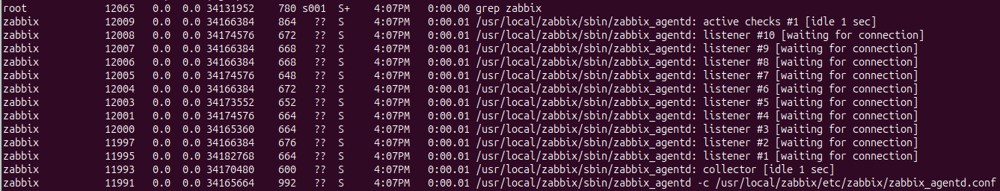 root 12065 0.0 0.0 34131952 780 s001 S+ 4:07PM 0:00.00 grep zabbix
zabbix 12009 0.0 0.0 34166384 864 ?? S 4:07PM 0:00.01 /usr/local/zabbix/sbin/zabbix_agentd: active checks #1 [idle 1 sec]
zabbix 12008 0.0 0.0 34174576 672 ?? S 4:07PM 0:00.01 /usr/local/zabbix/sbin/zabbix_agentd: listener #10 [waiting for connection]
zabbix 12007 0.0 0.0 34166384 668 ?? S 4:07PM 0:00.01 /usr/local/zabbix/sbin/zabbix_agentd: listener #9 [waiting for connection]
zabbix 12006 0.0 0.0 34166384 668 ?? S 4:07PM 0:00.01 /usr/local/zabbix/sbin/zabbix_agentd: listener #8 [waiting for connection]
zabbix 12005 0.0 0.0 34174576 648 ?? S 4:07PM 0:00.01 /usr/local/zabbix/sbin/zabbix_agentd: listener #7 [waiting for connection]
zabbix 12004 0.0 0.0 34166384 672 ?? S 4:07PM 0:00.01 /usr/local/zabbix/sbin/zabbix_agentd: listener #6 [waiting for connection]
zabbix 12003 0.0 0.0 34173552 652 ?? S 4:07PM 0:00.01 /usr/local/zabbix/sbin/zabbix_agentd: listener #5 [waiting for connection]
zabbix 12001 0.0 0.0 34174576 664 ?? S 4:07PM 0:00.01 /usr/local/zabbix/sbin/zabbix_agentd: listener #4 [waiting for connection]
zabbix 12000 0.0 0.0 34165360 664 ?? S 4:07PM 0:00.01 /usr/local/zabbix/sbin/zabbix_agentd: listener #3 [waiting for connection]
zabbix 11997 0.0 0.0 34166384 676 ?? S 4:07PM 0:00.01 /usr/local/zabbix/sbin/zabbix_agentd: listener #2 [waiting for connection]
zabbix 11995 0.0 0.0 34182768 664 ?? S 4:07PM 0:00.01 /usr/local/zabbix/sbin/zabbix_agentd: listener #1 [waiting for connection]
zabbix 11993 0.0 0.0 34170480 600 ?? S 4:07PM 0:00.01 /usr/local/zabbix/sbin/zabbix_agentd: collector [idle 1 sec]
zabbix 11991 0.0 0.0 34165664 992 ?? S 4:07PM 0:00.01 /usr/local/zabbix/sbin/zabbix_agentd -c /usr/local/zabbix/etc/zabbix/zabbix_agentd.conf